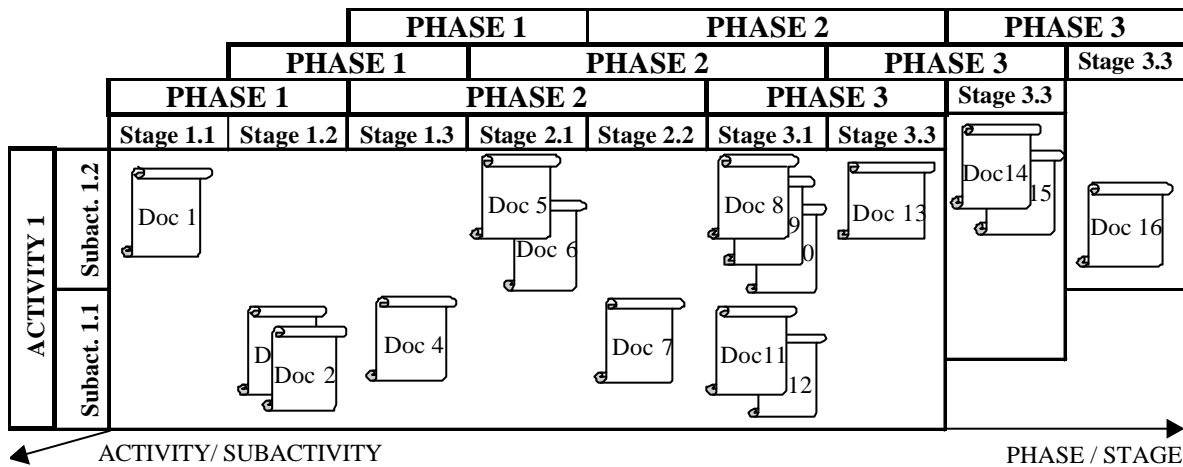 PHASE 1 PHASE 2 PHASE 3
PHASE 1 PHASE 2 PHASE 3 Stage 3.3
PHASE 1 PHASE 2 PHASE 3 Stage 3.3
Stage 1.1 Stage 1.2 Stage 1.3 Stage 2.1 Stage 2.2 Stage 3.1 Stage 3.3
ACTIVITY 1
Subact. 1.2
Doc 1
Doc 5
Doc 6
Doc 8
9
0
Doc 13
Doc14
15
Doc 16
Subact. 1.1
D
Doc 2
Doc 4
Doc 7
Doc11
12
ACTIVITY/ SUBACTIVITY
PHASE / STAGE